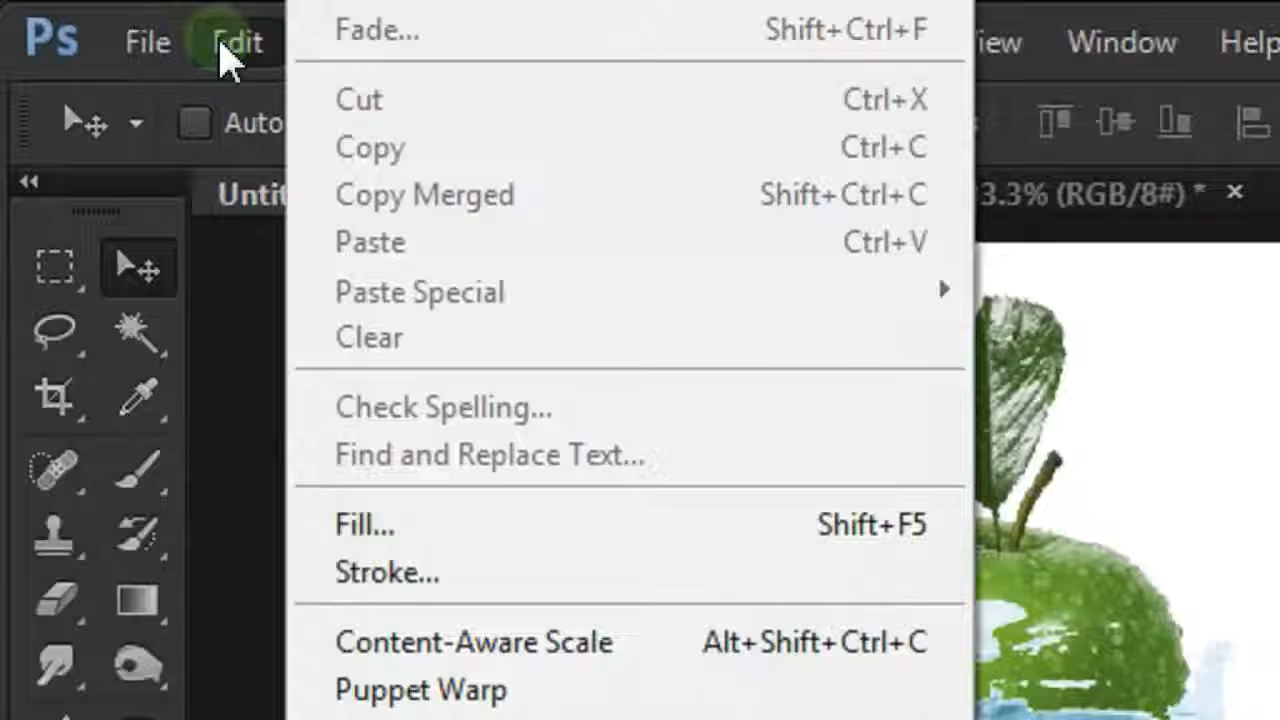 Ps File Edit iew Window Help
Fade... Shift+Ctrl+F
Auto
Cut Ctrl+X
Copy Ctrl+C
Untit 3.3% (RGB/8#) * ×
Copy Merged Shift+Ctrl+C
Paste Ctrl+V
Paste Special
Clear
Check Spelling...
Find and Replace Text...
Fill... Shift+F5
Stroke...
Content-Aware Scale Alt+Shift+Ctrl+C
Puppet Warp